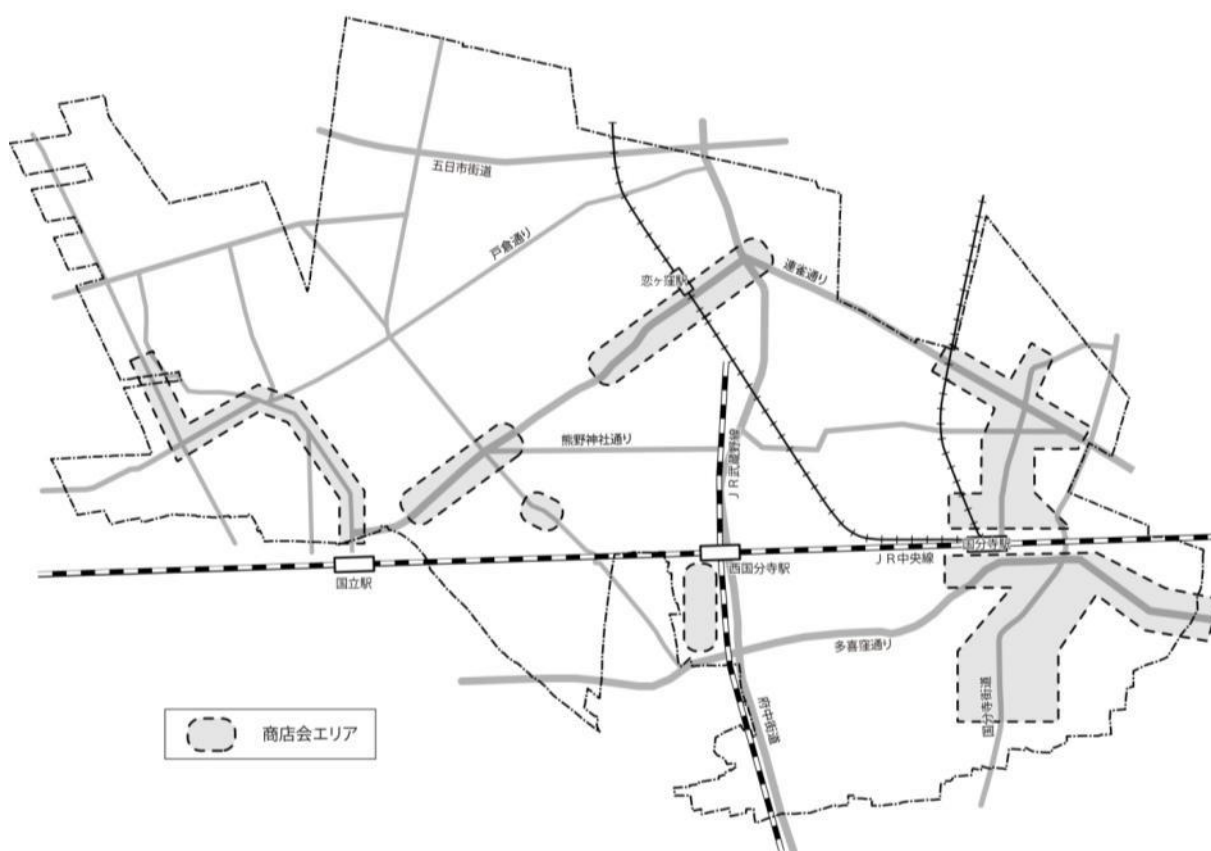 五日市街道
戸倉通り
恋ヶ窪駅
連雀通り
熊野神社通り
JR武蔵野線
国立駅
西国分寺駅
JR中央線
国分寺駅
多喜窪通り
国分寺街道
府中街道
商店会エリア